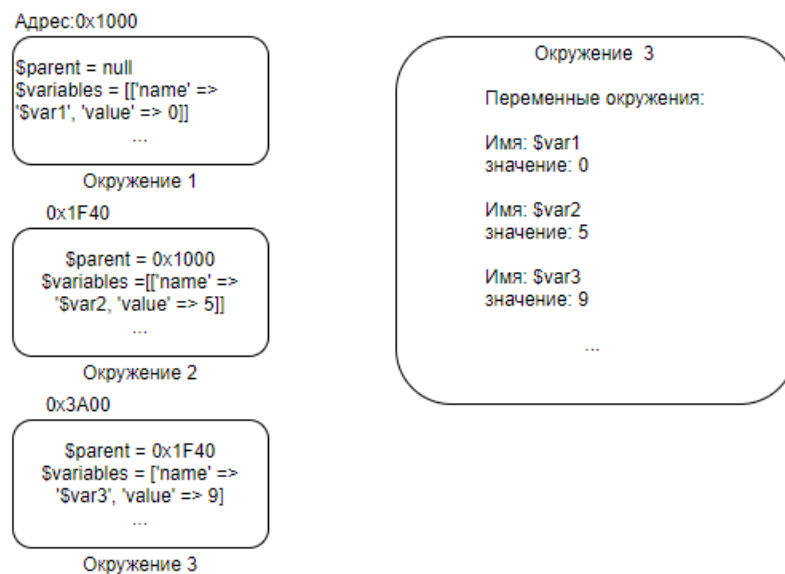 Адрес:0x1000
$parent = null
$variables = [['name' =>
'$var1', 'value' => 0]]
...
Окружение 1
0x1F40
$parent = 0x1000
$variables =[['name' =>
'$var2, 'value' => 5]]
...
Окружение 2
0x3A00
$parent = 0x1F40
$variables = ['name' =>
'$var3', 'value' => 9]
...
Окружение 3
Окружение 3
Переменные окружения:
Имя: $var1
значение: 0
Имя: $var2
значение: 5
Имя: $var3
значение: 9
...